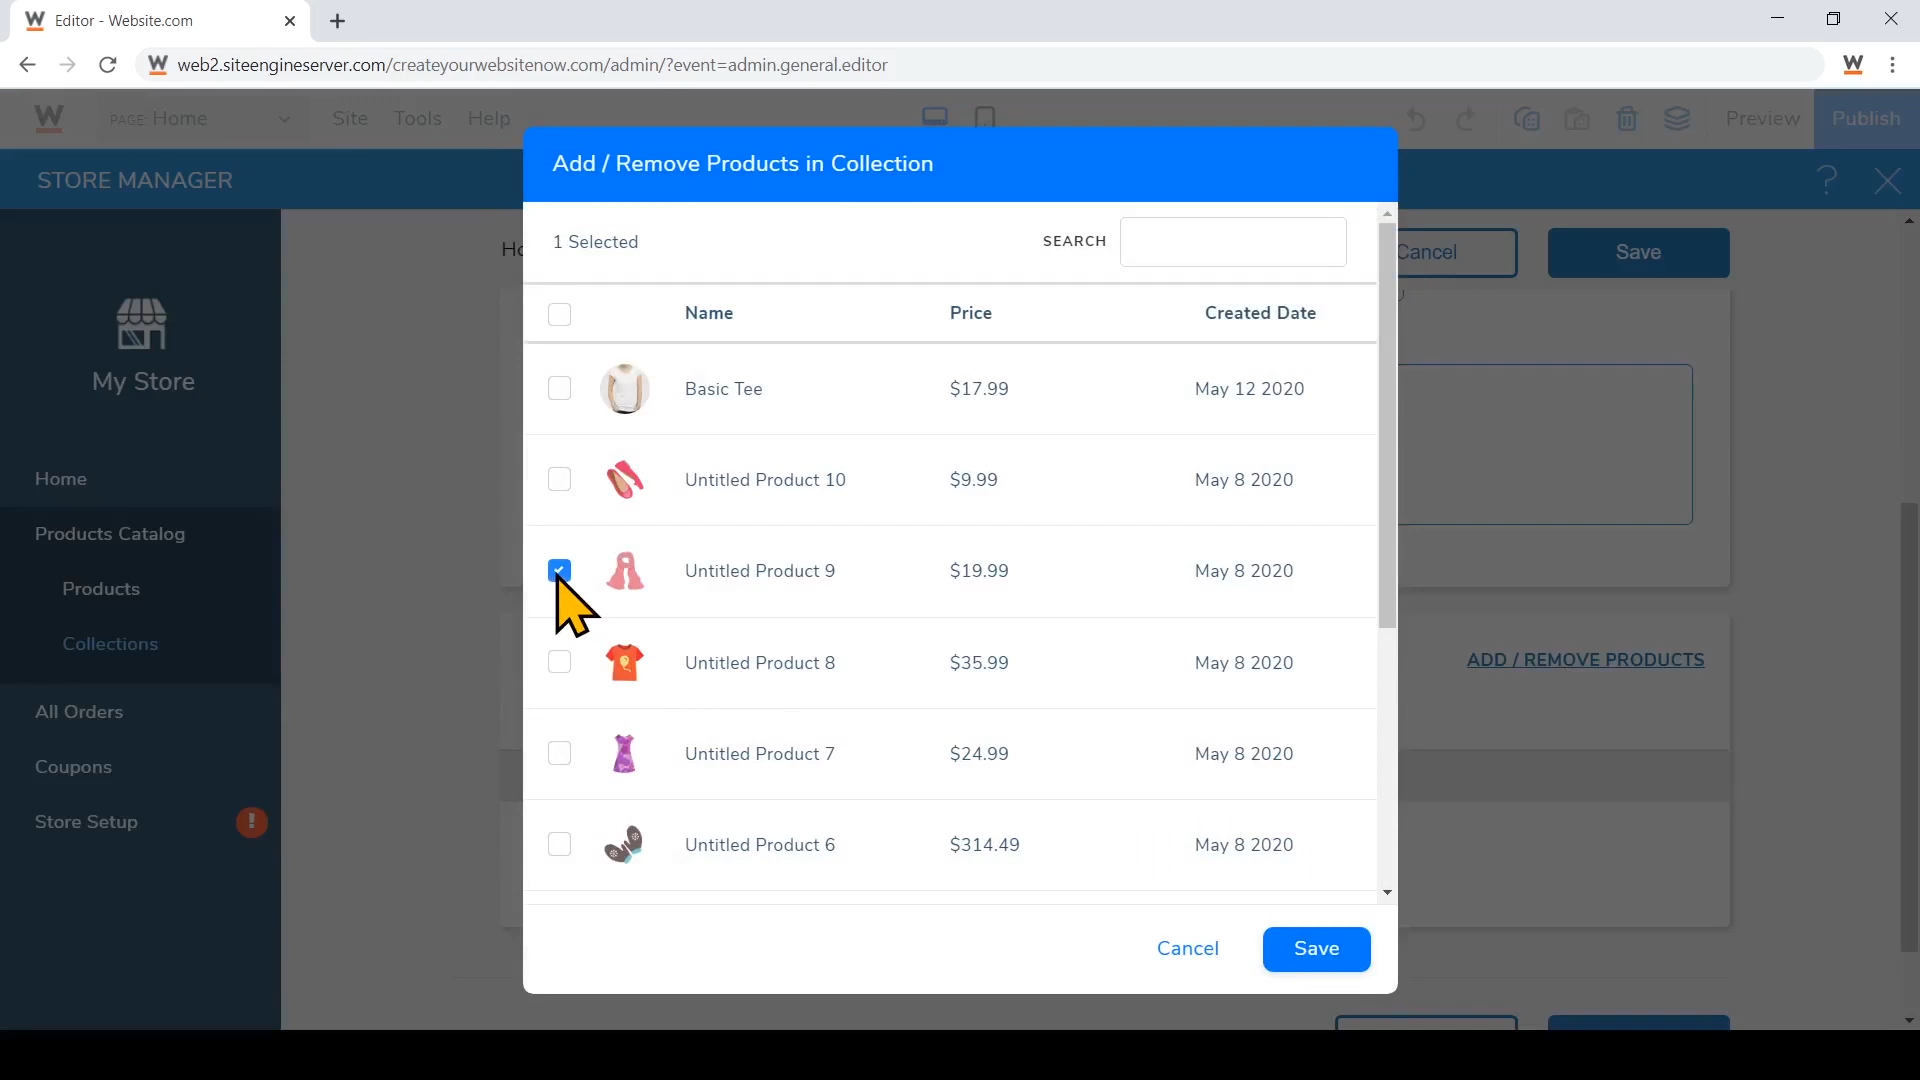 Editor - Website.com
web2.siteengineserver.com/createyourwebsitenow.com/admin/?event=admin.general.editor
PAGE: Home
Site
Tools
Help
Preview
Publish
STORE MANAGER
?
My Store
Home
Products Catalog
Products
Collections
All Orders
Coupons
Store Setup
!
Cancel
Save
ADD / REMOVE PRODUCTS
Add / Remove Products in Collection
1 Selected
SEARCH
Name Price Created Date
Basic Tee $17.99 May 12 2020
Untitled Product 10 $9.99 May 8 2020
Untitled Product 9 $19.99 May 8 2020
Untitled Product 8 $35.99 May 8 2020
Untitled Product 7 $24.99 May 8 2020
Untitled Product 6 $314.49 May 8 2020
Cancel
Save